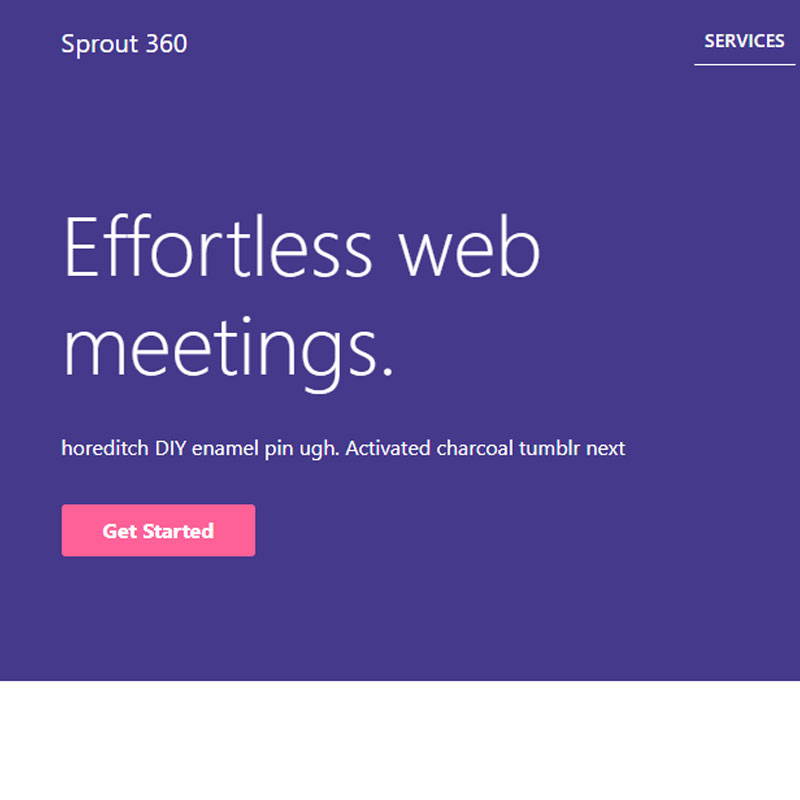 Sprout 360
SERVICES
Effortless web
meetings.
horeditch DIY enamel pin ugh. Activated charcoal tumblr next
Get Started